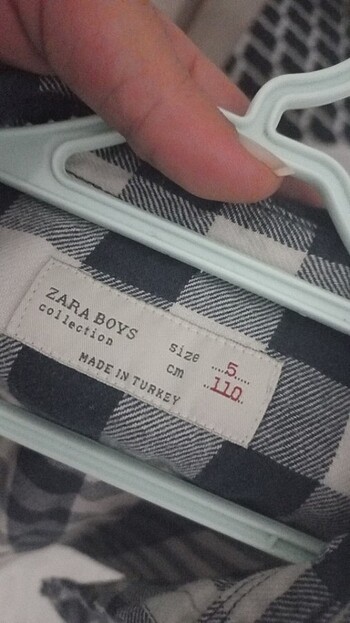 ZARA BOYS
collection
MADE IN TURKEY
size 5
cm 110